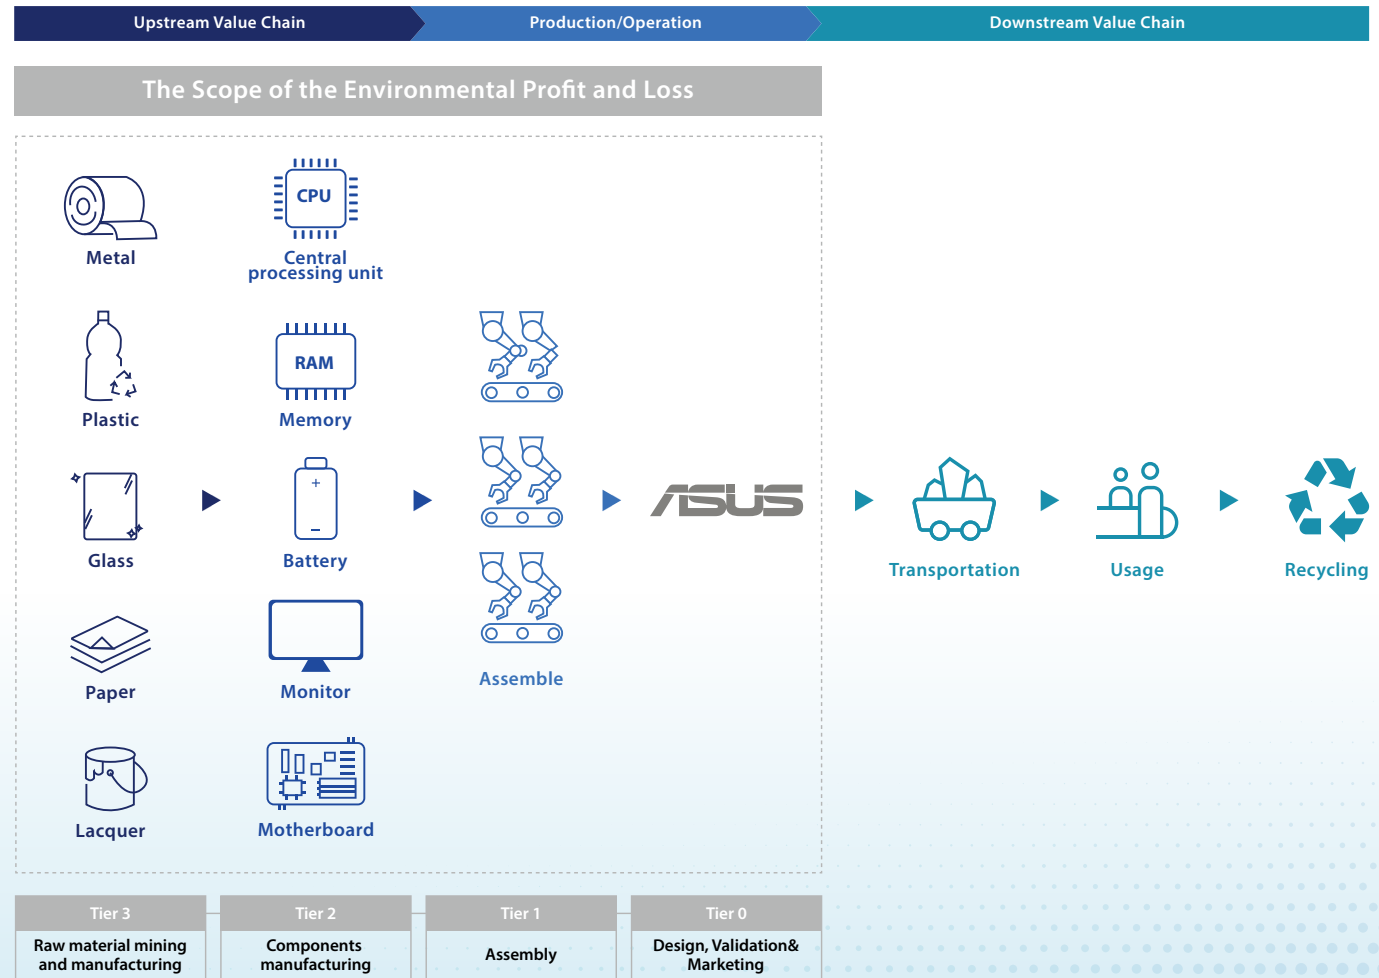 Upstream Value Chain
Production/Operation
Downstream Value Chain
The Scope of the Environmental Profit and Loss
Metal
CPU
Central
processing unit
Plastic
RAM
Memory
Glass
Battery
ASUS
Transportation
Usage
Recycling
Paper
Monitor
Assemble
Lacquer
Motherboard
Tier 3
Tier 2
Tier 1
Tier 0
Raw material mining
and manufacturing
Components
manufacturing
Assembly
Design, Validation&
Marketing